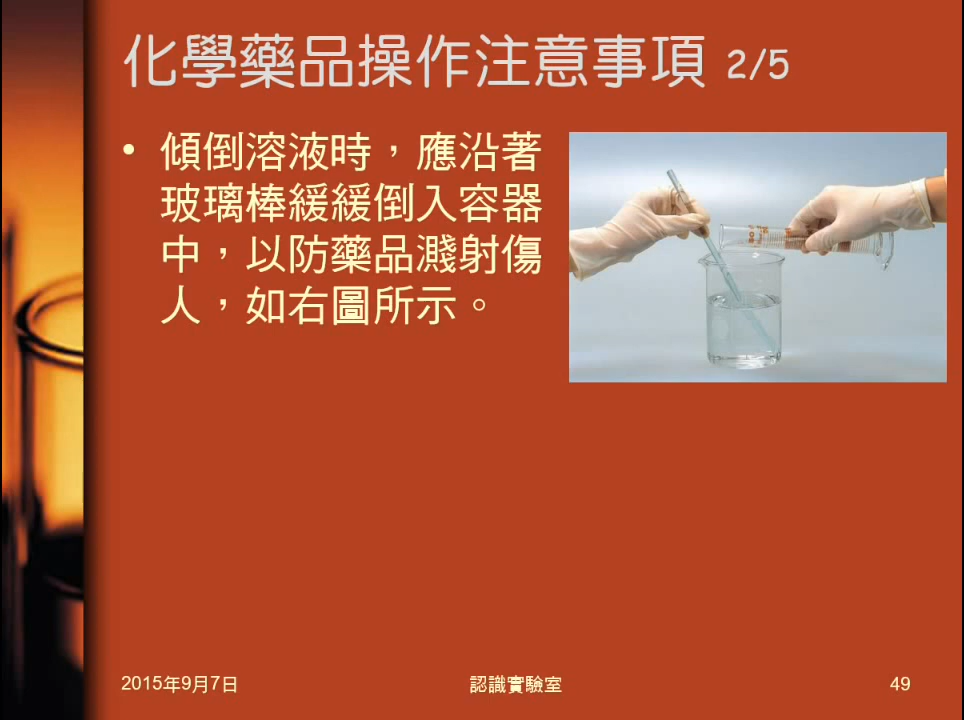 化學藥品操作注意事項 2/5
• 傾倒溶液時，應沿著
玻璃棒緩緩倒入容器
中，以防藥品濺射傷
人，如右圖所示。
2015年9月7日
認識實驗室
49